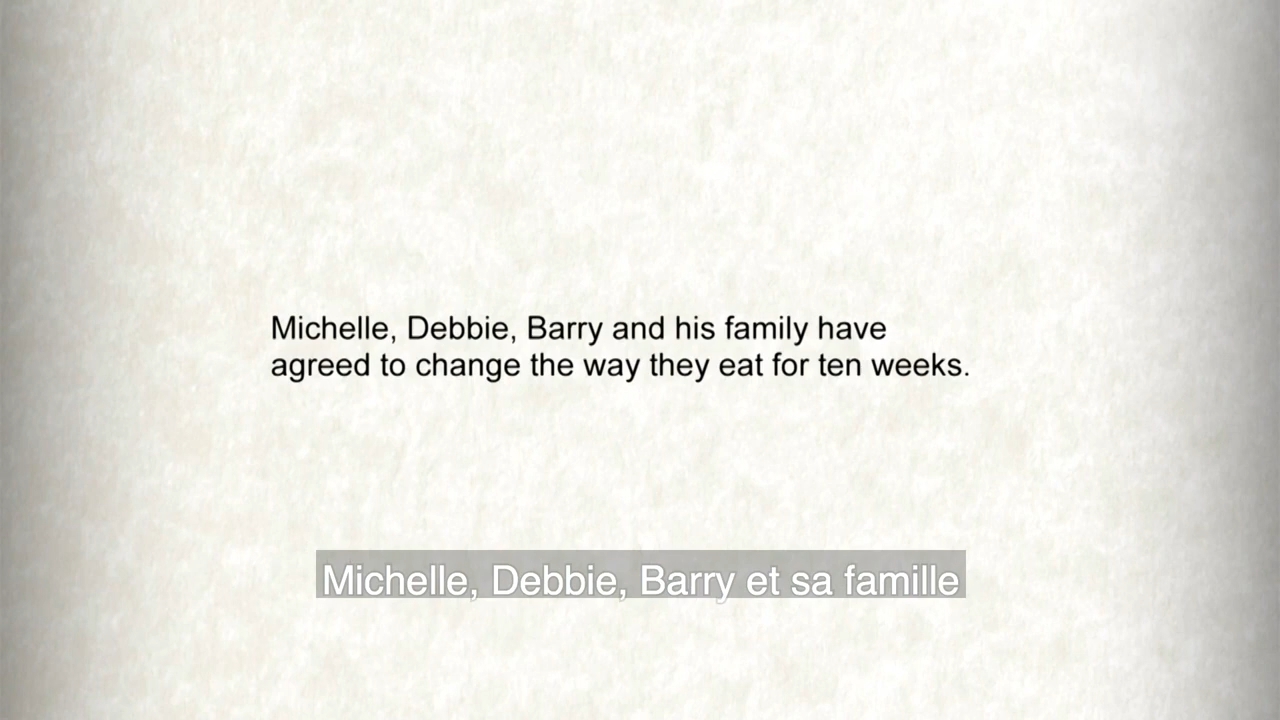 Michelle, Debbie, Barry and his family have
agreed to change the way they eat for ten weeks.
Michelle, Debbie, Barry et sa famille